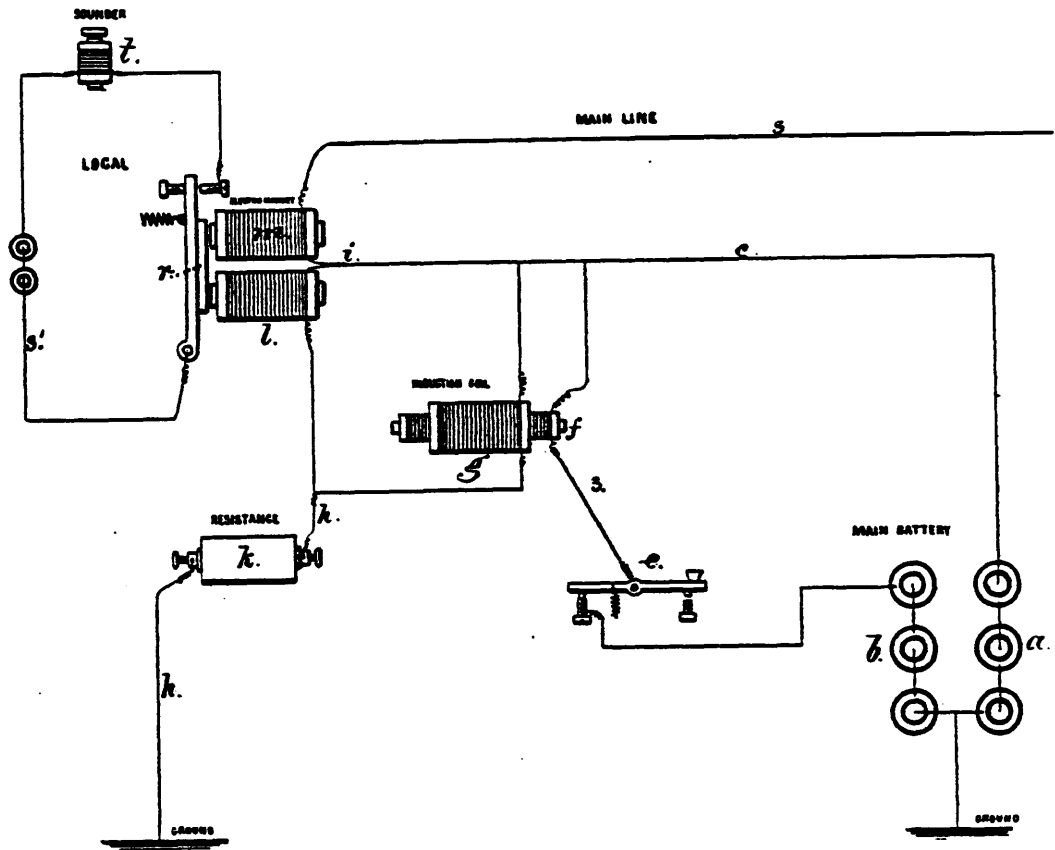 SOUNDER
t.
MAIN LINE
s
LOCAL
m.
i.
c.
r.
l.
s'.
INDUCTION COIL
f
g
s.
h.
RESISTANCE
k.
e.
MAIN BATTERY
b.
a.
h.
GROUND
GROUND